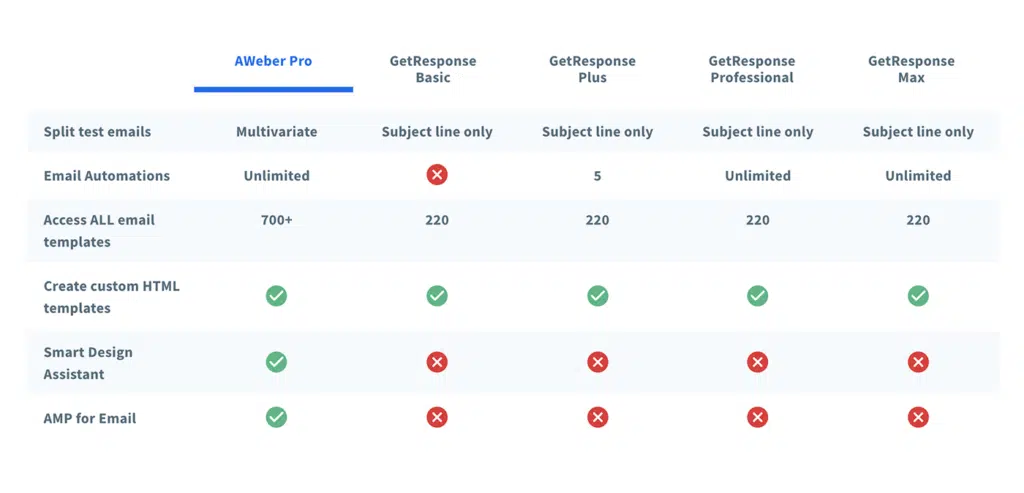 AWeber Pro
GetResponse
Basic
GetResponse
Plus
GetResponse
Professional
GetResponse
Max
Split test emails Multivariate Subject line only Subject line only Subject line only Subject line only
Email Automations Unlimited 5 Unlimited Unlimited
Access ALL email
templates
700+ 220 220 220 220
Create custom HTML
templates
Smart Design
Assistant
AMP for Email